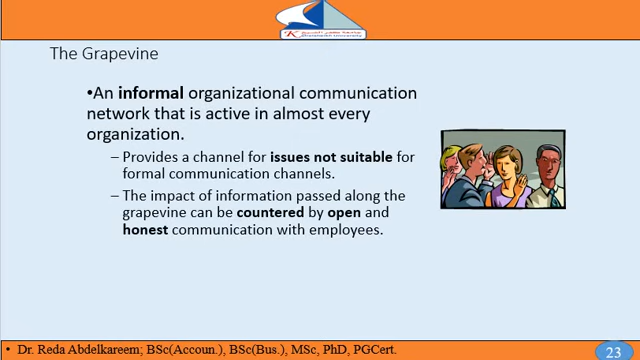 The Grapevine
•An informal organizational communication
network that is active in almost every
organization.
– Provides a channel for issues not suitable for
formal communication channels.
– The impact of information passed along the
grapevine can be countered by open and
honest communication with employees.
• Dr. Reda Abdelkareem; BSc(Accoun.), BSc(Bus.), MSc, PhD, PGCert.
23